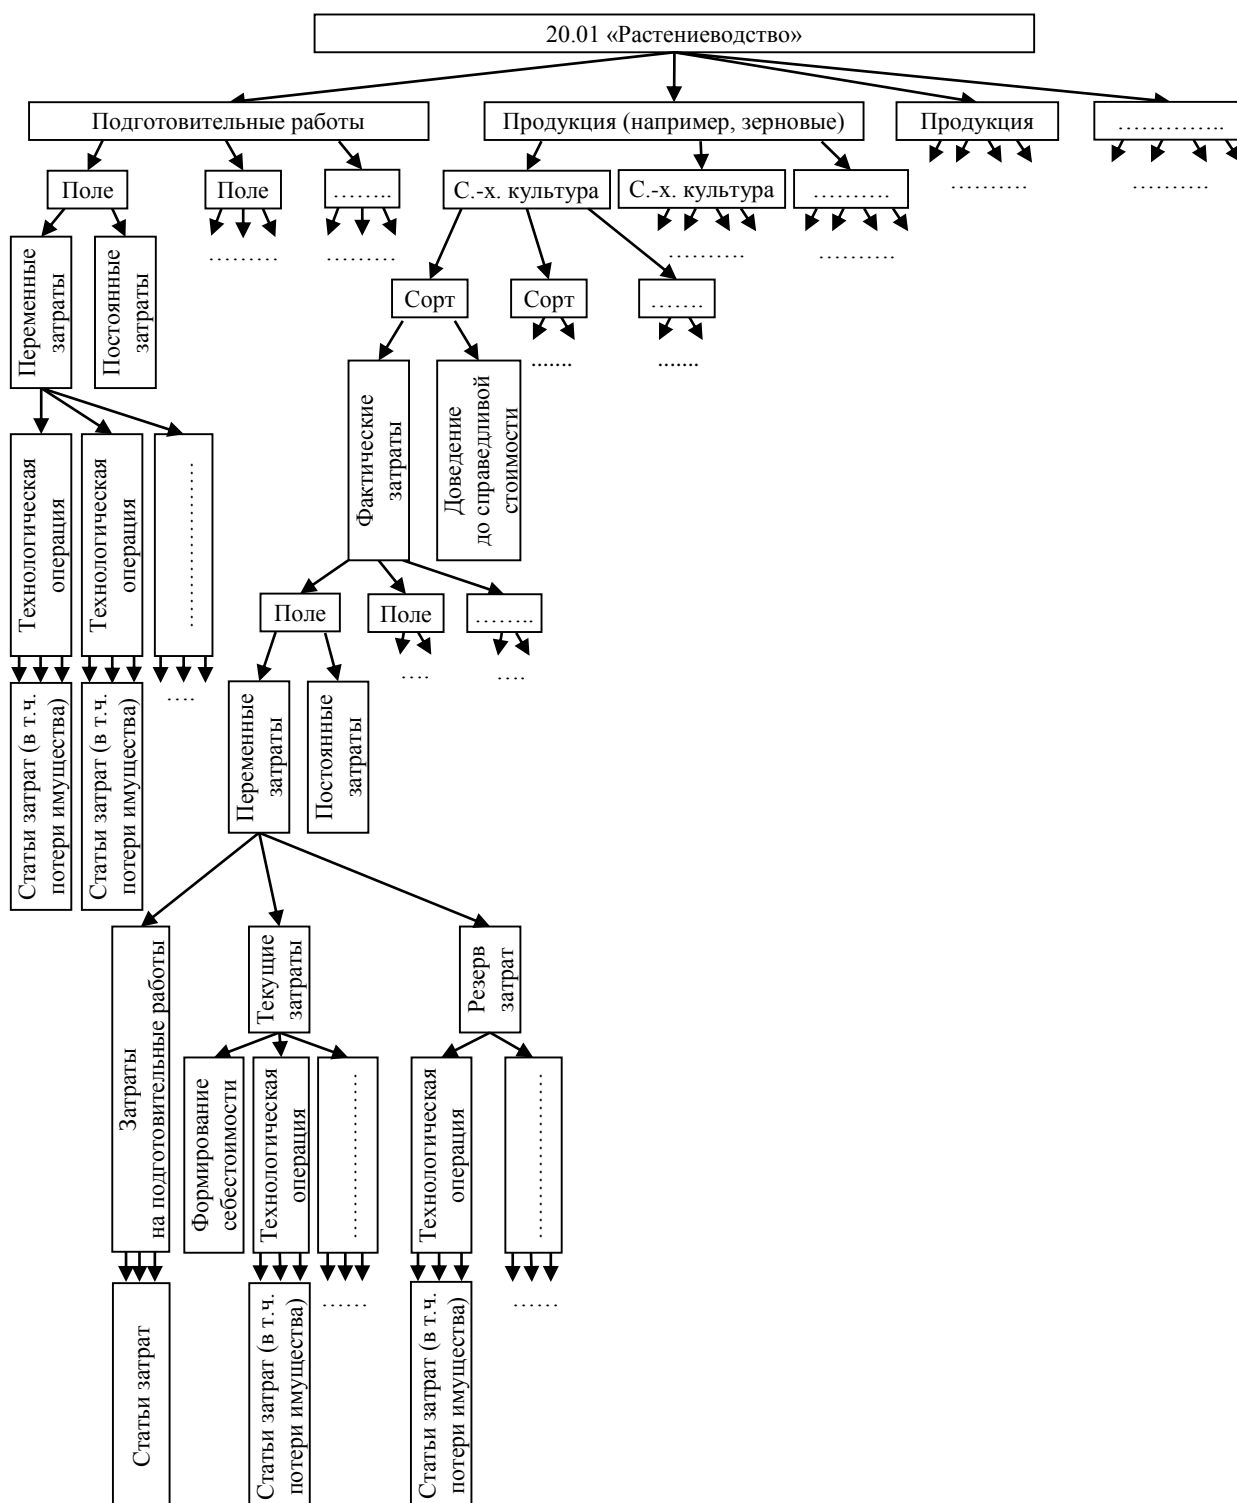 20.01 «Растениеводство»
Подготовительные работы
Продукция (например, зерновые)
Продукция
…………..
Поле
Поле
……..
С.-х. культура
С.-х. культура
……….
……….
……….
………
………
……….
……….
Переменные
затраты
Постоянные
затраты
Сорт
Сорт
…….
.......
.......
Фактические
затраты
Доведение
до справедливой
стоимости
Технологическая
операция
Технологическая
операция
…………………
Поле
Поле
……..
….
….
Статьи затрат (в т.ч.
потери имущества)
Статьи затрат (в т.ч.
потери имущества)
….
Переменные
затраты
Постоянные
затраты
Затраты
на подготовительные работы
Текущие
затраты
Резерв
затрат
Формирование
себестоимости
Технологическая
операция
…………………
Технологическая
операция
…………………
Статьи затрат
Статьи затрат (в т.ч.
потери имущества)
……
Статьи затрат (в т.ч.
потери имущества)
……